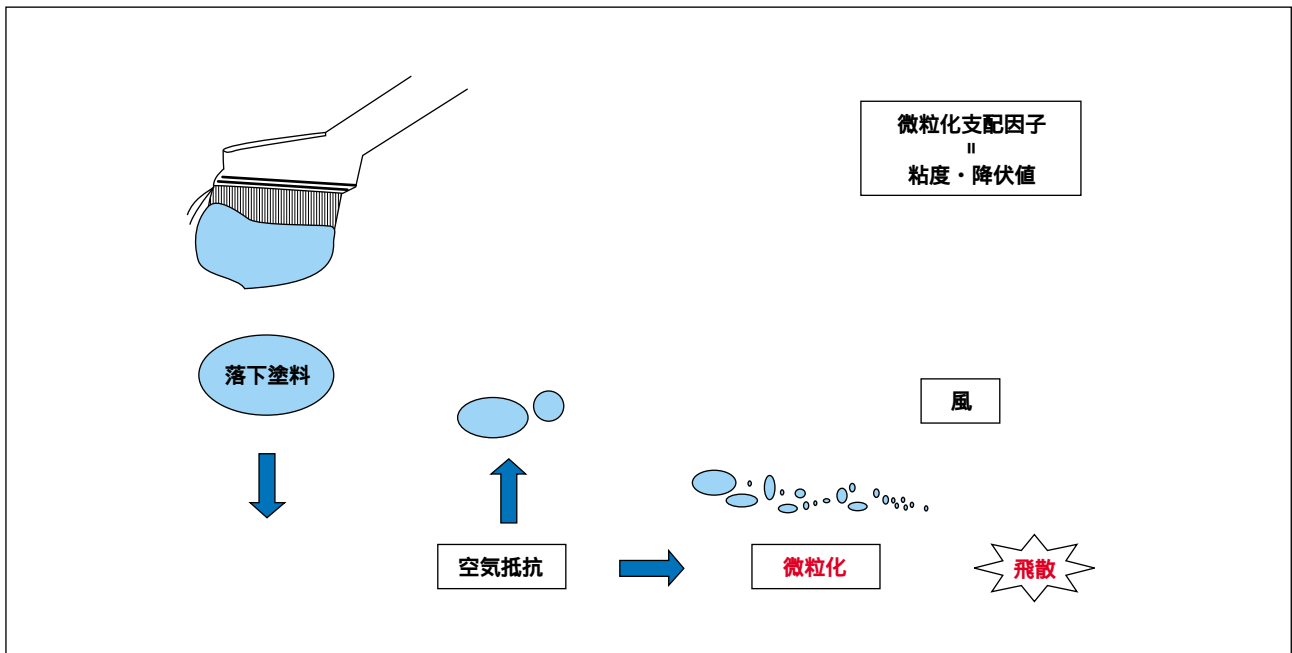 微粒化支配因子
=
粘度・降伏値
落下塗料
風
空気抵抗
微粒化
飛散